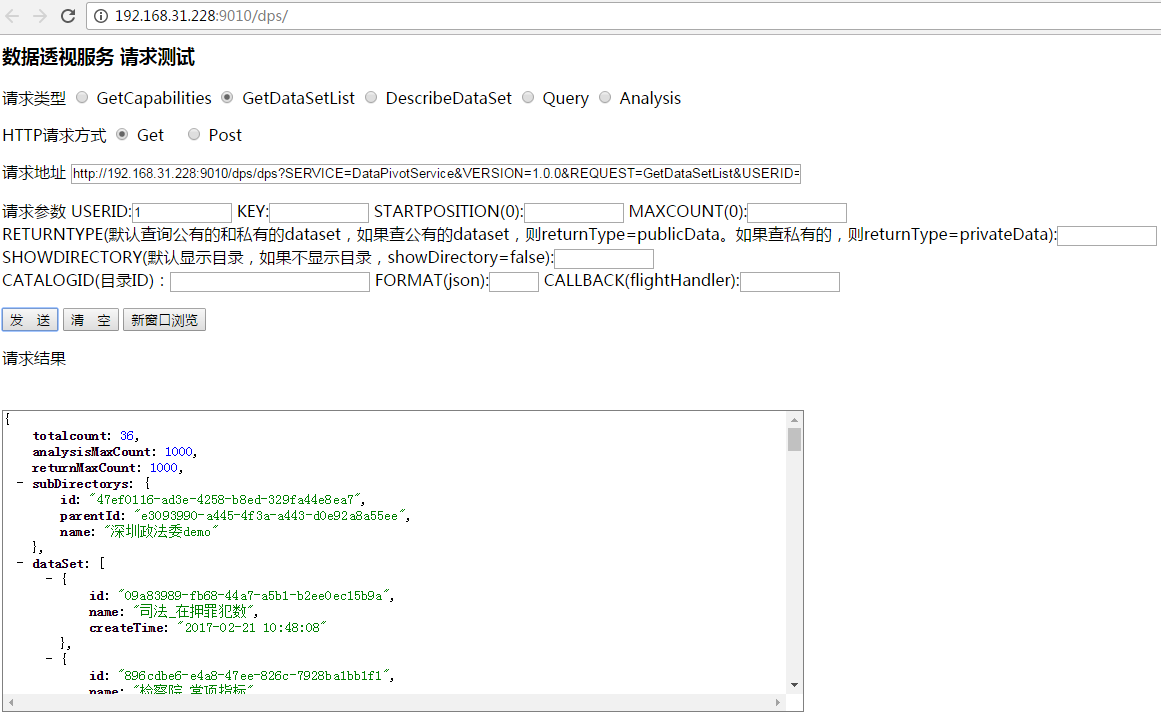 192.168.31.228:9010/dps/
数据透视服务 请求测试
请求类型 GetCapabilities GetDataSetList DescribeDataSet Query Analysis
HTTP请求方式 Get Post
请求地址 http://192.168.31.228:9010/dps/dps?SERVICE=DataPivotService&VERSION=1.0.0&REQUEST=GetDataSetList&USERID=
请求参数 USERID:1 KEY: STARTPOSITION(0): MAXCOUNT(0):
RETURNTYPE(默认查询公有的和私有的dataset，如果查公有的dataset，则returnType=publicData。如果查私有的，则returnType=privateData):
SHOWDIRECTORY(默认显示目录，如果不显示目录，showDirectory=false):
CATALOGID(目录ID)： FORMAT(json): CALLBACK(flightHandler):
发 送 清 空 新窗口浏览
请求结果
{
totalcount: 36,
analysisMaxCount: 1000,
returnMaxCount: 1000,
- subDirectorys: {
id: "47ef0116-ad3e-4258-b8ed-329fa44e8ea7",
parentId: "e3093990-a445-4f3a-a443-d0e92a8a55ee",
name: "深圳政法委demo"
},
- dataSet: [
- {
id: "09a83989-fb68-44a7-a5b1-b2ee0ec15b9a",
name: "司法_在押罪犯数",
createTime: "2017-02-21 10:48:08"
},
- {
id: "896cdbe6-e4a8-47ee-826c-7928ba1bb1f1",
name: "检察院_常项指标"